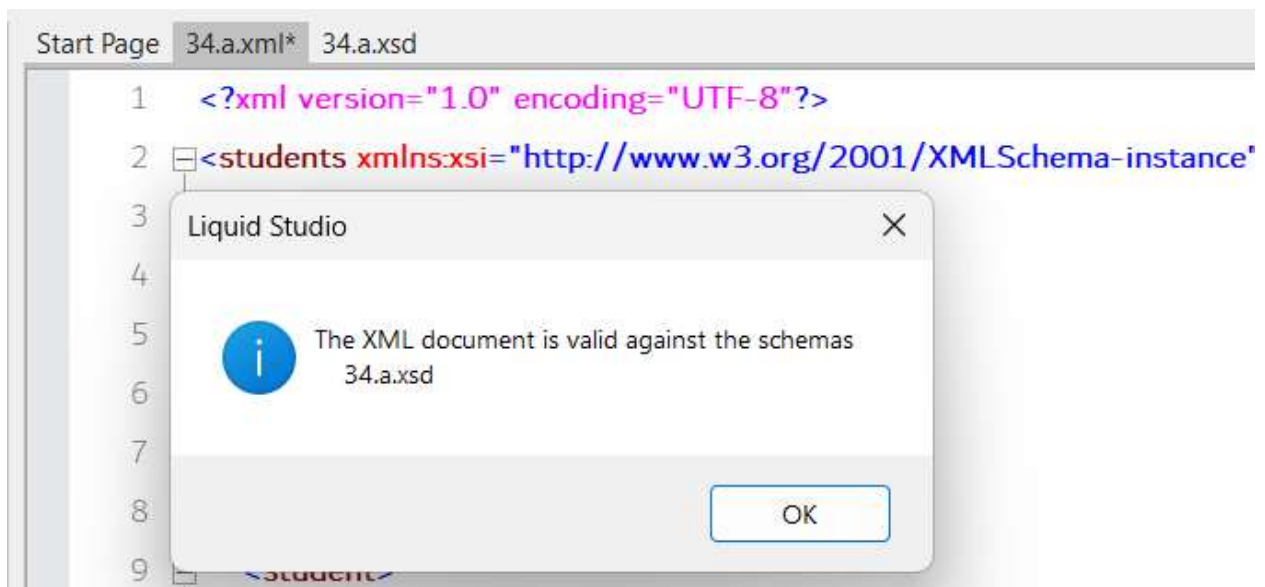 Start Page 34.a.xml* 34.a.xsd
1 <?xml version="1.0" encoding="UTF-8"?>
2 <students xmlns:xsi="http://www.w3.org/2001/XMLSchema-instance"
3
Liquid Studio
4
5
The XML document is valid against the schemas
34.a.xsd
6
7
8
OK
9 <student>